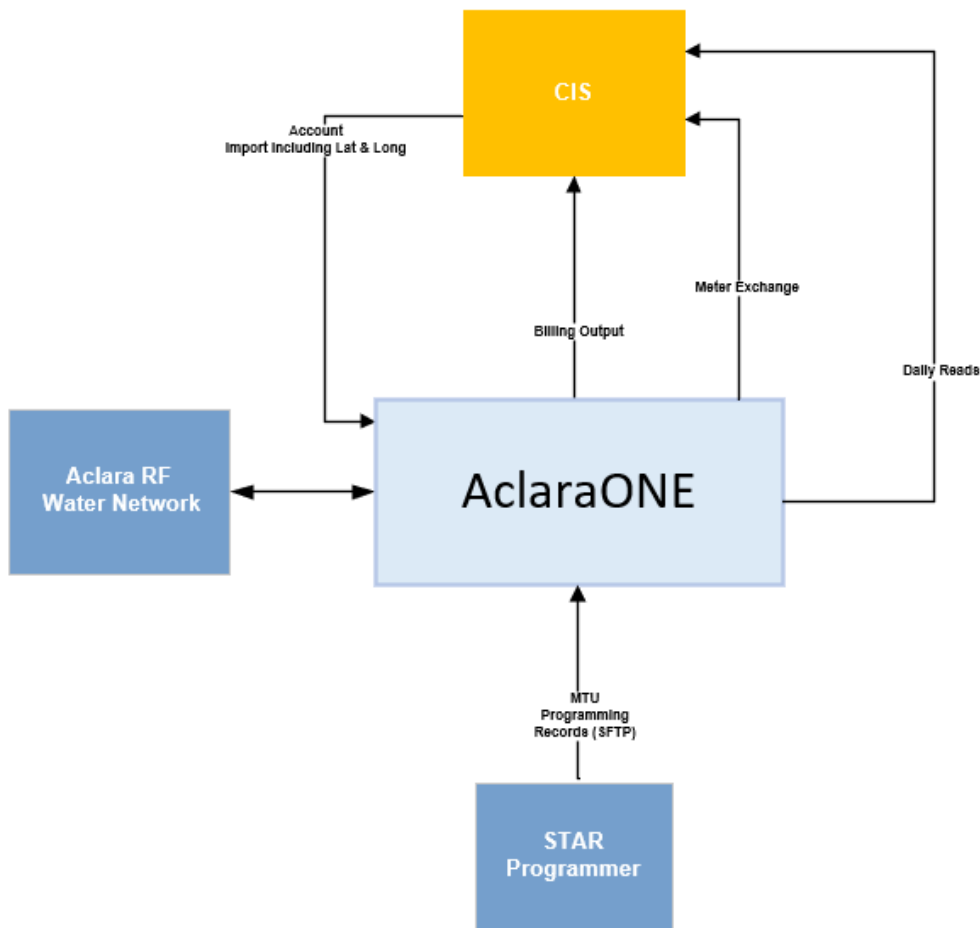 CIS
Account
Import Including Lat & Long
Meter Exchange
Billing Output
Daily Reads
Aclara RF
Water Network
AclaraONE
MTU
Programming
Records (SFTP)
STAR
Programmer